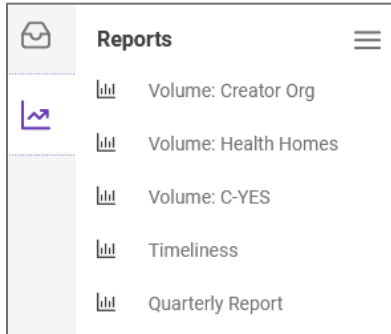 Reports
Volume: Creator Org
Volume: Health Homes
Volume: C-YES
Timeliness
Quarterly Report